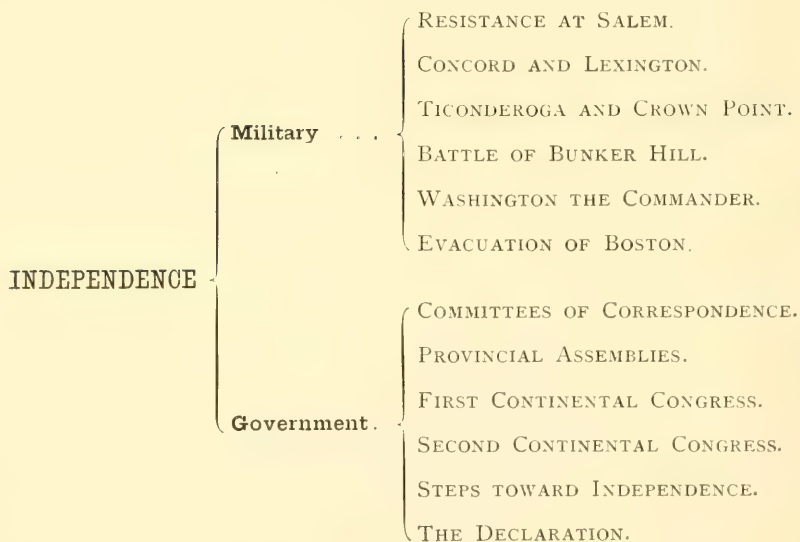 INDEPENDENCE
Military . . .
RESISTANCE AT SALEM.
CONCORD AND LEXINGTON.
TICONDEROGA AND CROWN POINT.
BATTLE OF BUNKER HILL.
WASHINGTON THE COMMANDER.
EVACUATION OF BOSTON.
Government .
COMMITTEES OF CORRESPONDENCE.
PROVINCIAL ASSEMBLIES.
FIRST CONTINENTAL CONGRESS.
SECOND CONTINENTAL CONGRESS.
STEPS TOWARD INDEPENDENCE.
THE DECLARATION.